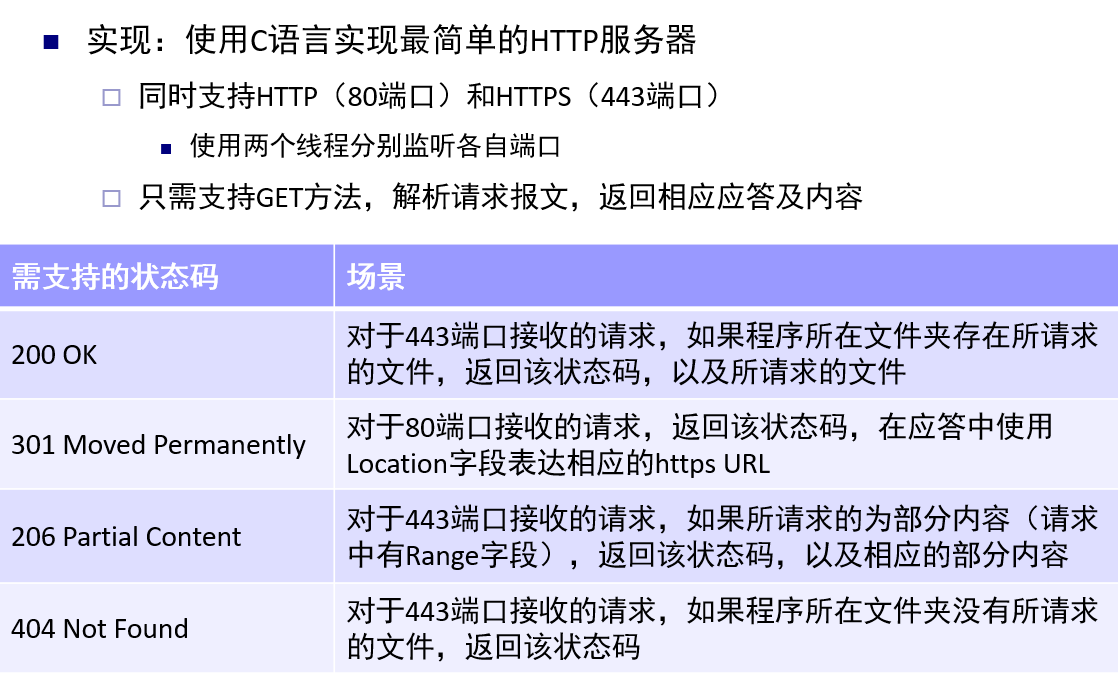 实现：使用C语言实现最简单的HTTP服务器
同时支持HTTP（80端口）和HTTPS（443端口）
使用两个线程分别监听各自端口
只需支持GET方法，解析请求报文，返回相应应答及内容
需支持的状态码
场景
200 OK
对于443端口接收的请求，如果程序所在文件夹存在所请求
的文件，返回该状态码，以及所请求的文件
301 Moved Permanently
对于80端口接收的请求，返回该状态码，在应答中使用
Location字段表达相应的https URL
206 Partial Content
对于443端口接收的请求，如果所请求的为部分内容（请求
中有Range字段），返回该状态码，以及相应的部分内容
404 Not Found
对于443端口接收的请求，如果程序所在文件夹没有所请求
的文件，返回该状态码